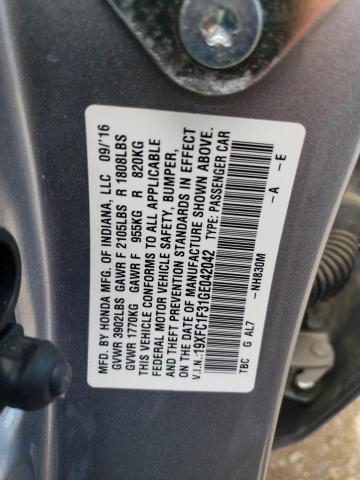 MFD. BY HONDA MFG. OF INDIANA, LLC 09/'16
GVWR 3902LBS GAWR F 2105LBS R 1808LBS
GVWR 1770KG GAWR F 955KG R 820KG
THIS VEHICLE CONFORMS TO ALL APPLICABLE
FEDERAL MOTOR VEHICLE SAFETY, BUMPER,
AND THEFT PREVENTION STANDARDS IN EFFECT
ON THE DATE OF MANUFACTURE SHOWN ABOVE.
V.I.N.:19XFC1F31GE042042 TYPE: PASSENGER CAR
TBC G AL7 -NH830M -A -E